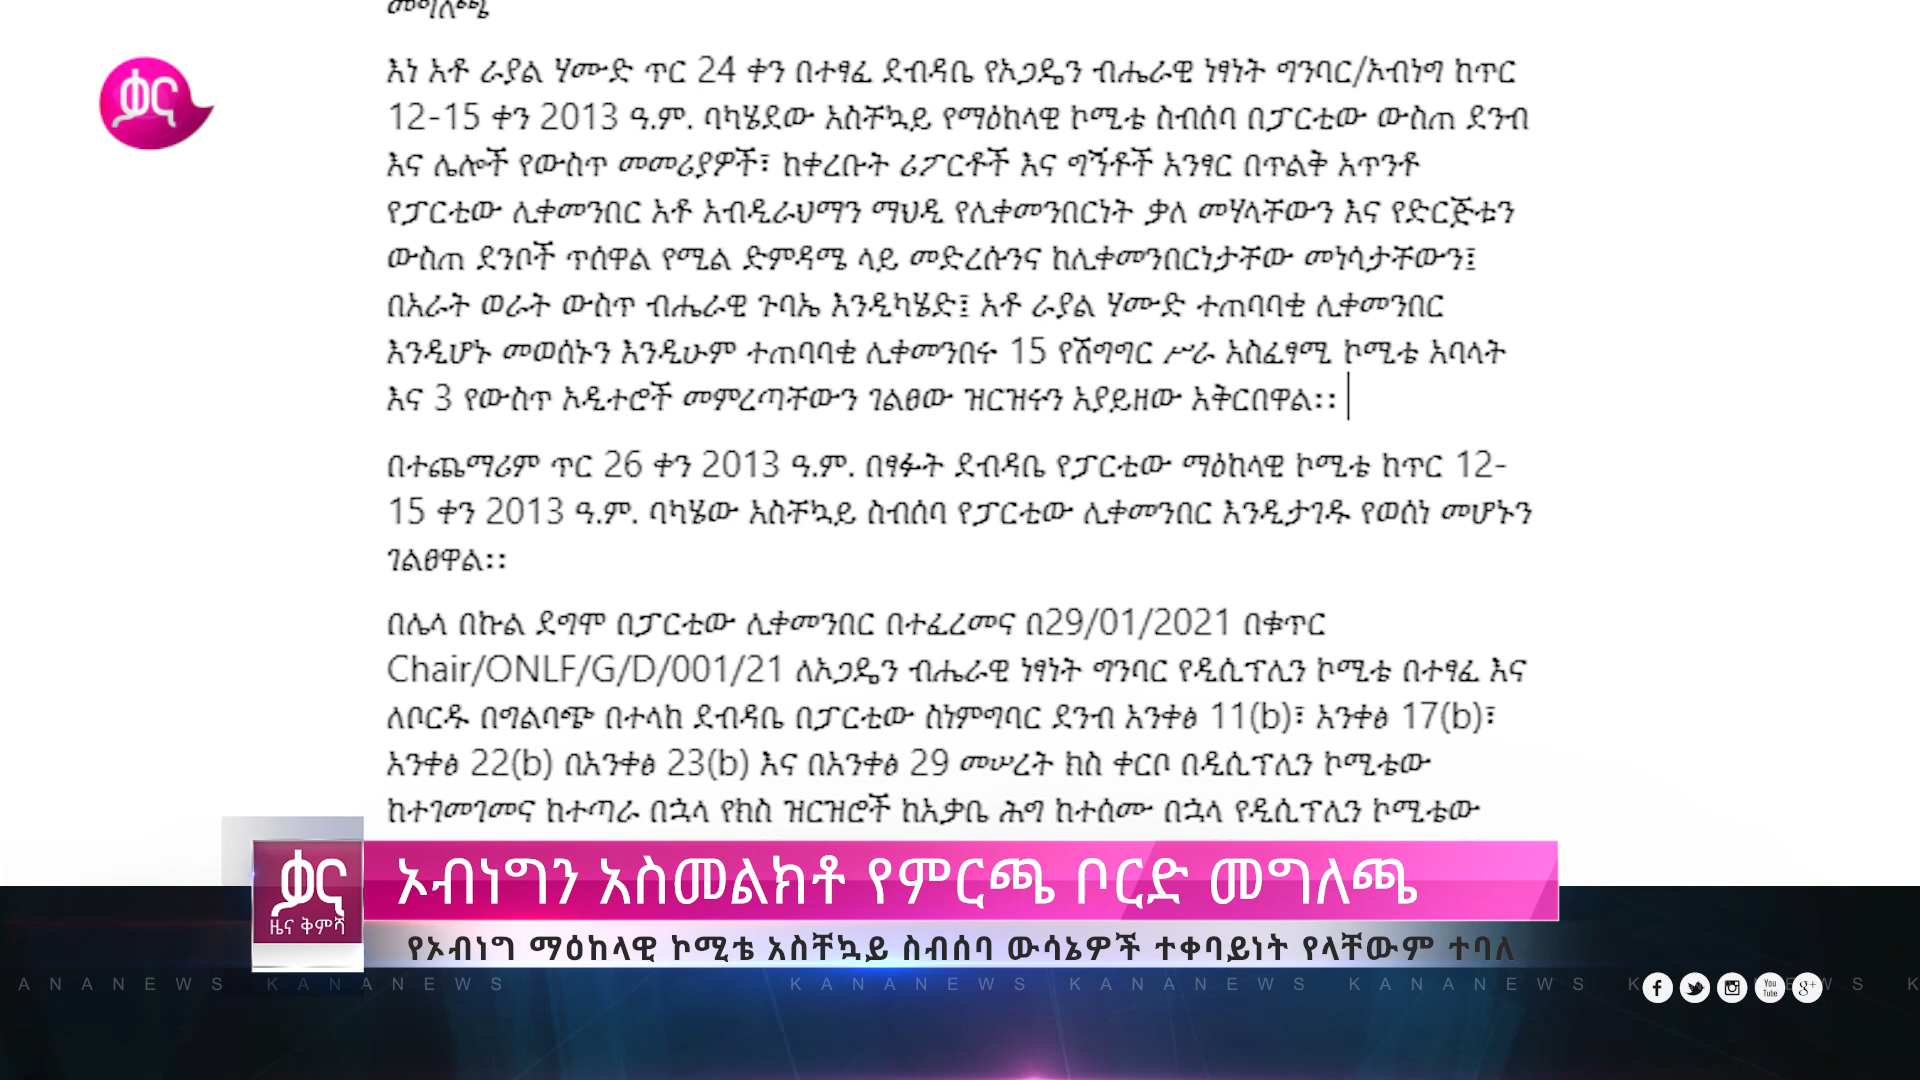 መግለጫ
ቃና
እነ አቶ ራያል ሃሙድ ጥር 24 ቀን በተፃፈ ደብዳቤ የኦጋዴን ብሔራዊ ነፃነት ግንባር/ኦብነግ ከጥር
12-15 ቀን 2013 ዓ.ም. ባካሄደው አስቸኳይ የማዕከላዊ ኮሚቴ ስብሰባ በፓርቲው ውስጠ ደንብ
እና ሌሎች የውስጥ መመሪያዎች፣ ከቀረቡት ሪፖርቶች እና ግኝቶች አንፃር በጥልቅ አጥንቶ
የፓርቲው ሊቀመንበር አቶ አብዲራህማን ማህዲ የሊቀመንበርነት ቃለ መሃላቸውን እና የድርጅቱን
ውስጠ ደንቦች ጥሰዋል የሚል ድምዳሜ ላይ መድረሱንና ከሊቀመንበርነታቸው መነሳታቸውን፤
በአራት ወራት ውስጥ ብሔራዊ ጉባኤ እንዲካሄድ፤ አቶ ራያል ሃሙድ ተጠባባቂ ሊቀመንበር
እንዲሆኑ መወሰኑን እንዲሁም ተጠባባቂ ሊቀመንበሩ 15 የሽግግር ሥራ አስፈፃሚ ኮሚቴ አባላት
እና 3 የውስጥ ኦዲተሮች መምረጣቸውን ገልፀው ዝርዝሩን አያይዘው አቅርበዋል፡፡
በተጨማሪም ጥር 26 ቀን 2013 ዓ.ም. በፃፉት ደብዳቤ የፓርቲው ማዕከላዊ ኮሚቴ ከጥር 12-
15 ቀን 2013 ዓ.ም. ባካሄው አስቸኳይ ስብሰባ የፓርቲው ሊቀመንበር እንዲታገዱ የወሰነ መሆኑን
ገልፀዋል፡፡
በሌላ በኩል ደግሞ በፓርቲው ሊቀመንበር በተፈረመና በ29/01/2021 በቁጥር
Chair/ONLF/G/D/001/21 ለኦጋዴን ብሔራዊ ነፃነት ግንባር የዲሲፕሊን ኮሚቴ በተፃፈ እና
ለቦርዱ በግልባጭ በተላከ ደብዳቤ በፓርቲው ስነምግባር ደንብ አንቀፅ 11(b)፣ አንቀፅ 17(b)፣
አንቀፅ 22(b) በአንቀፅ 23(b) እና በአንቀፅ 29 መሠረት ክስ ቀርቦ በዲሲፕሊን ኮሚቴው
ከተገመገመና ከተጣራ በኋላ የክስ ዝርዝሮች ከአቃቤ ሕግ ከተሰሙ በኋላ የዲሲፕሊን ኮሚቴው
ቃና
ዜና ቅምሻ
ኦብነግን አስመልክቶ የምርጫ ቦርድ መግለጫ
የኦብነግ ማዕከላዊ ኮሚቴ አስቸኳይ ስብሰባ ውሳኔዎች ተቀባይነት የላቸውም ተባለ
ANANEWS KANANEWS KANANEWS KANANEWS KANANEWS